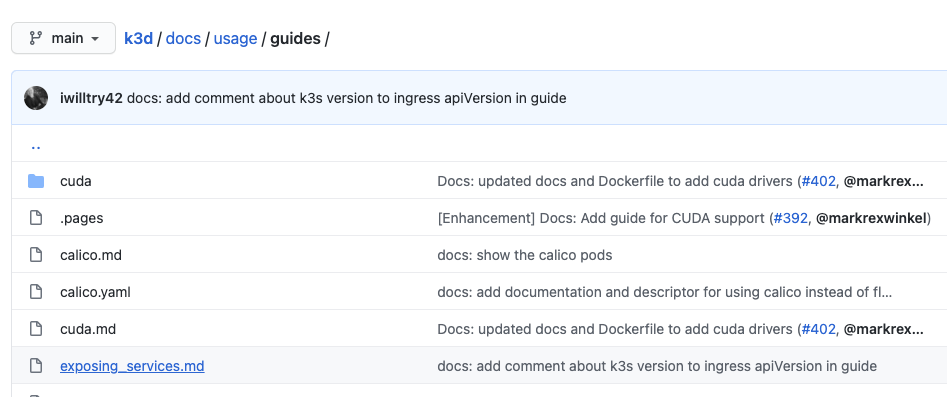 main k3d / docs / usage / guides /
iwilltry42 docs: add comment about k3s version to ingress apiVersion in guide
..
cuda Docs: updated docs and Dockerfile to add cuda drivers (#402, @markrex...
.pages [Enhancement] Docs: Add guide for CUDA support (#392, @markrexwinkel)
calico.md docs: show the calico pods
calico.yaml docs: add documentation and descriptor for using calico instead of fl...
cuda.md Docs: updated docs and Dockerfile to add cuda drivers (#402, @markrex...
exposing_services.md docs: add comment about k3s version to ingress apiVersion in guide